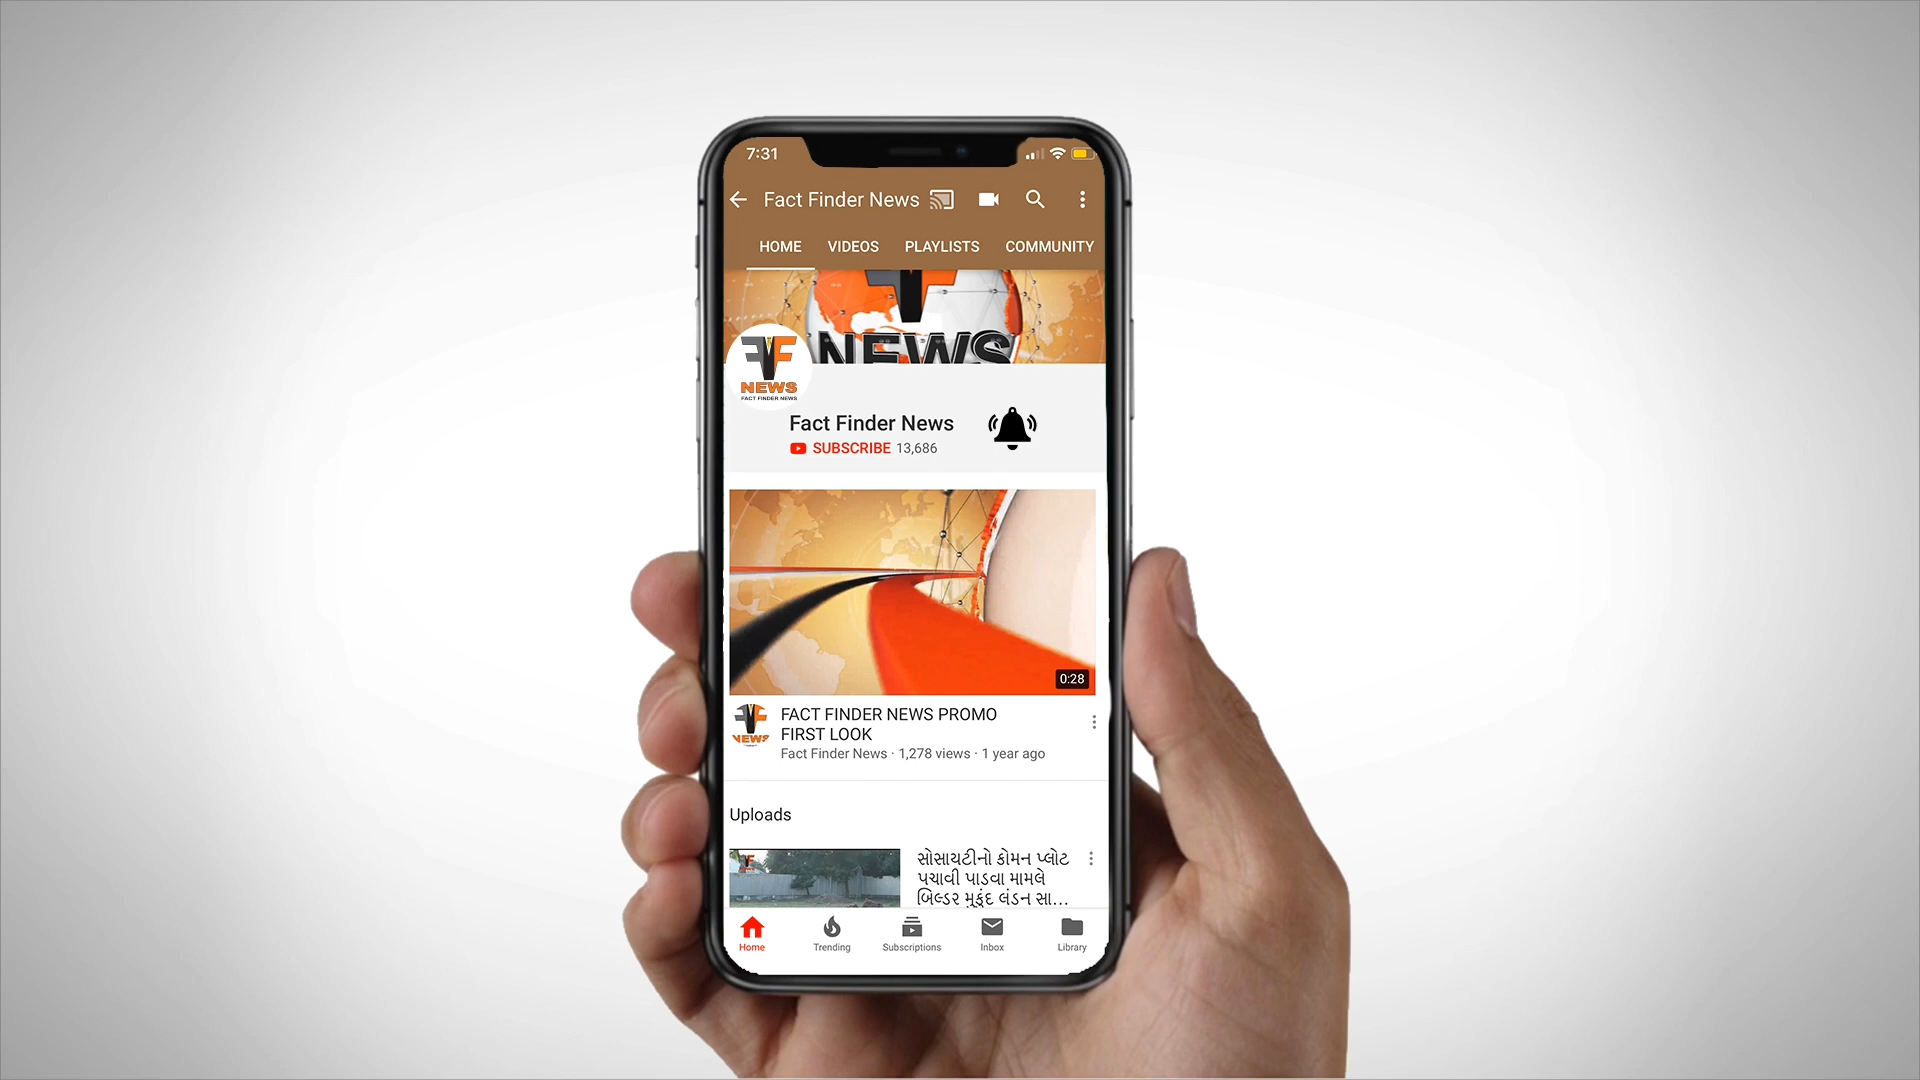 7:31
Fact Finder News
HOME VIDEOS PLAYLISTS COMMUNITY
NEWS
NEWS
FACT FINDER NEWS
Fact Finder News
SUBSCRIBE 13,686
0:28
NEWS
FACT FINDER NEWS PROMO
FIRST LOOK
Fact Finder News · 1,278 views · 1 year ago
Uploads
સોસાયટીનો કોમન પ્લોટ
પચાવી પાડવા મામલે
બિલ્ડર મુકુંદ લંડન સા...
Home Trending Subscriptions Inbox Library